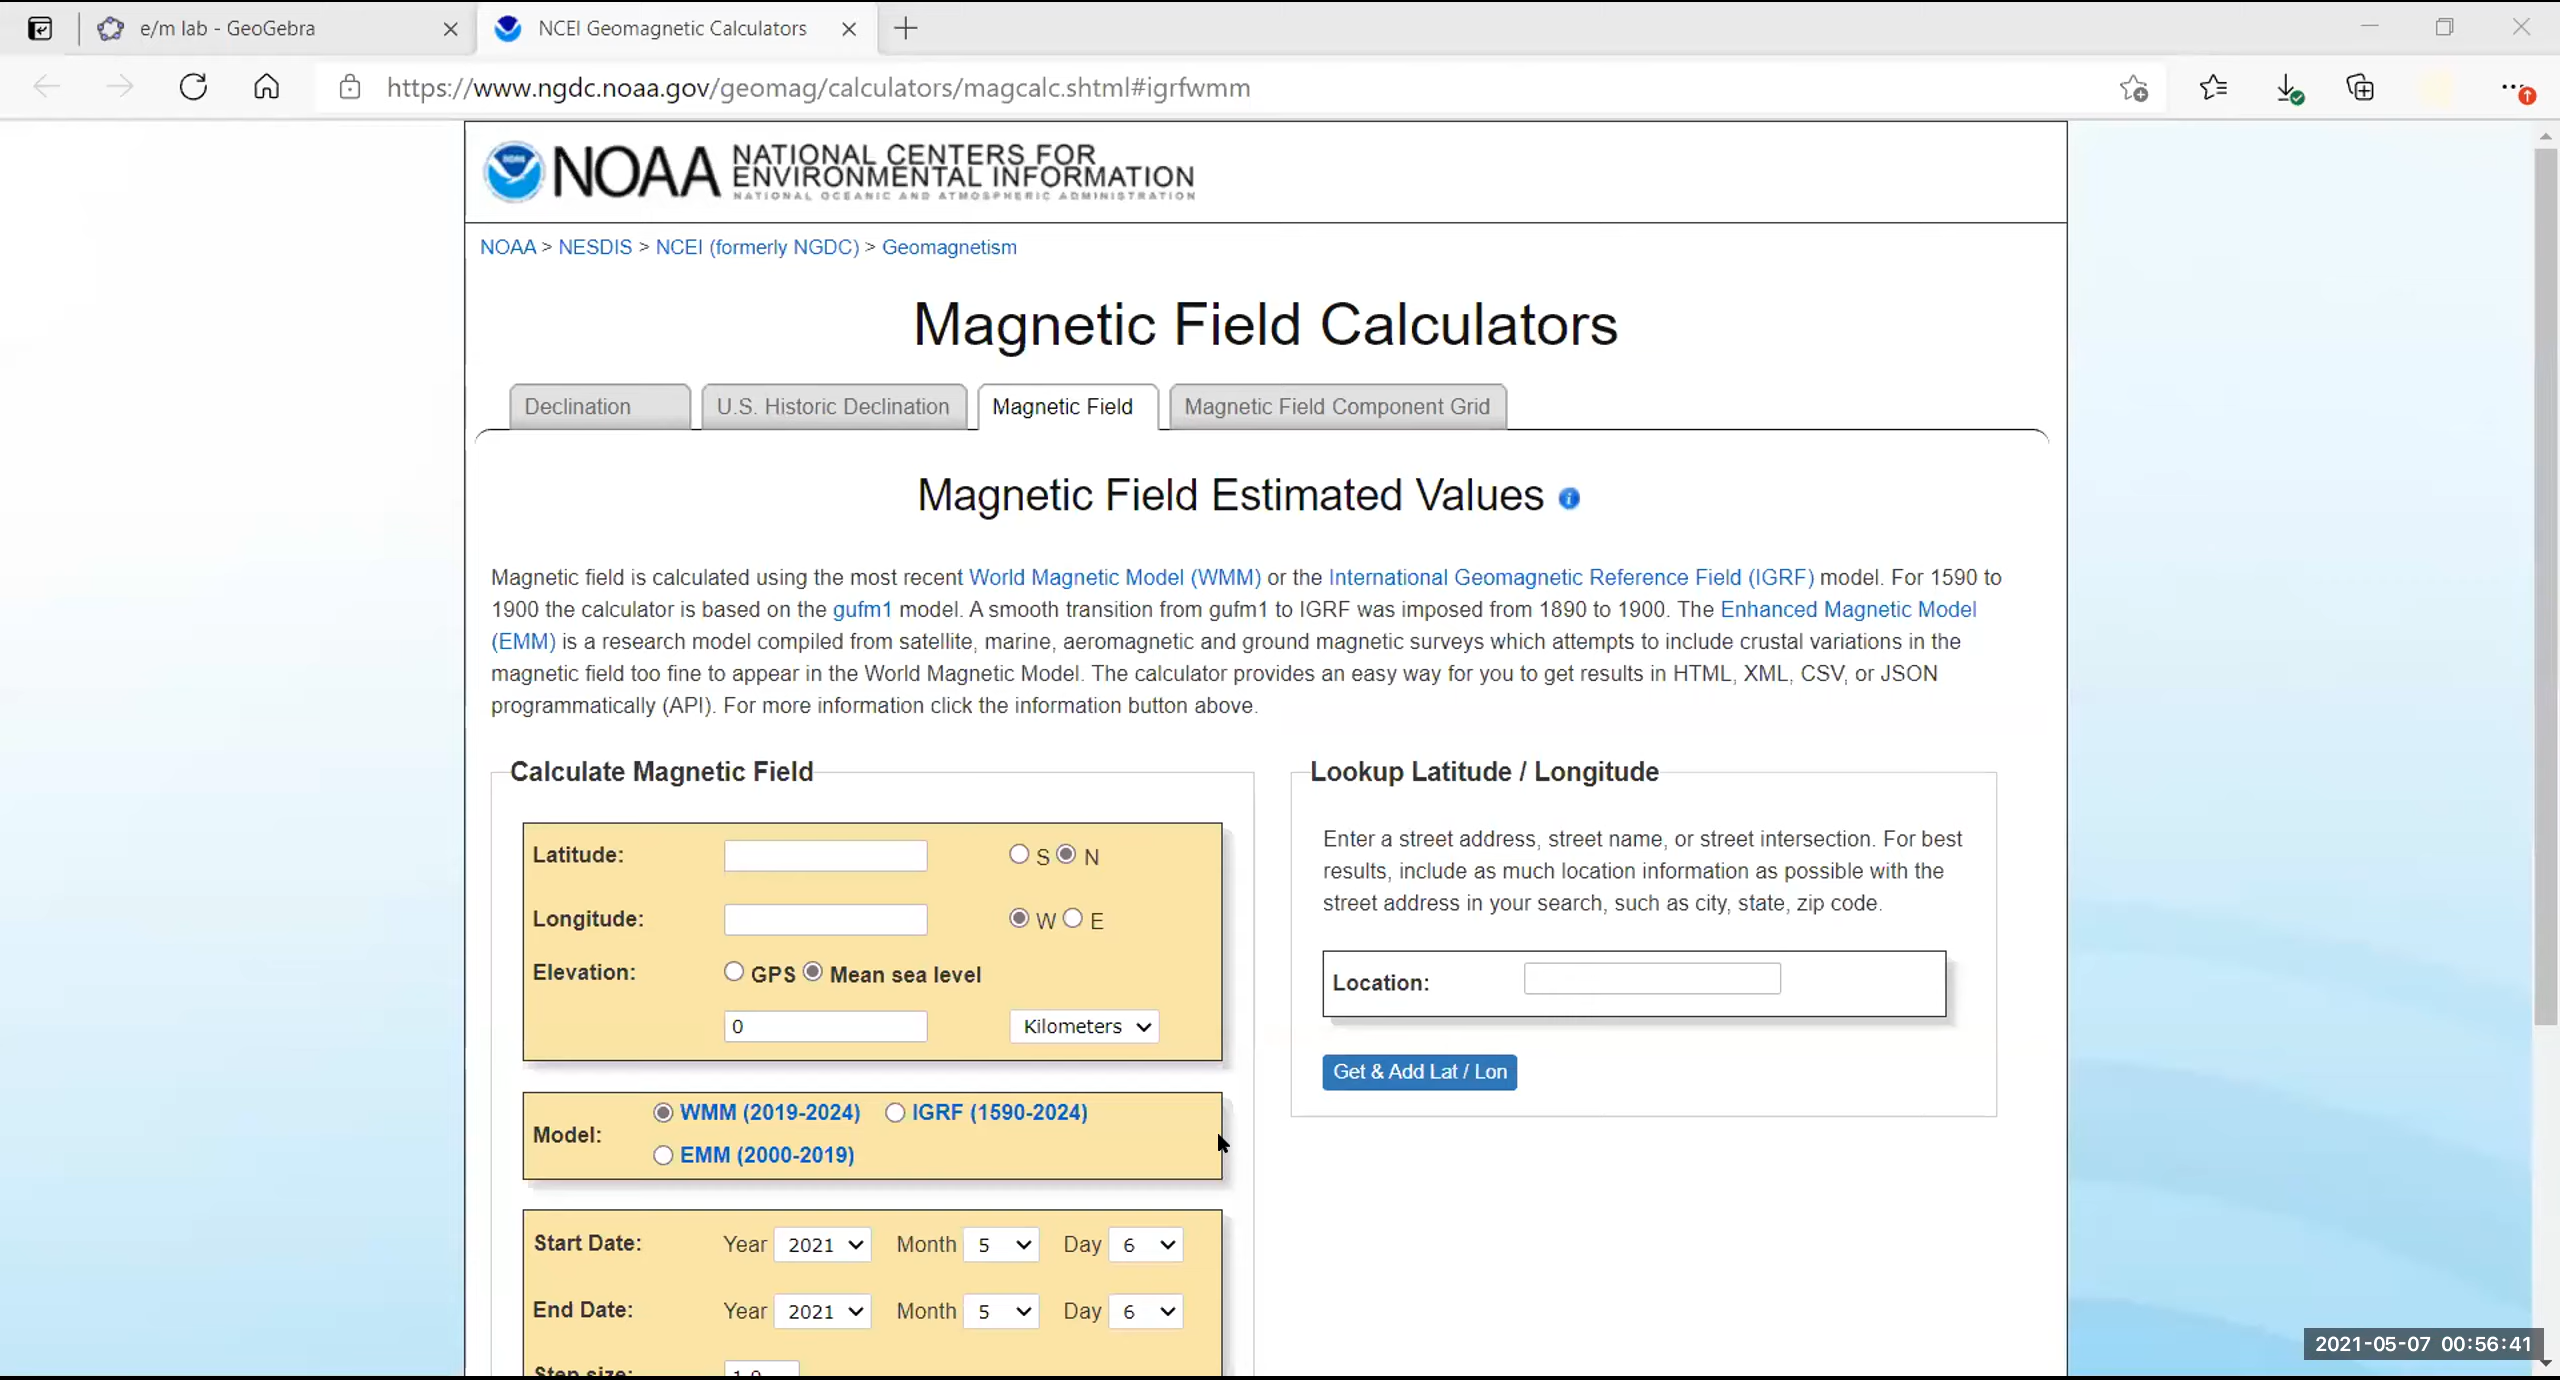 e/m lab - GeoGebra
NCEI Geomagnetic Calculators
https://www.ngdc.noaa.gov/geomag/calculators/magcalc.shtml#igrfwmm
NOAA NATIONAL CENTERS FOR
ENVIRONMENTAL INFORMATION
NATIONAL OCEANIC AND ATMOSPHERIC ADMINISTRATION
NOAA > NESDIS > NCEI (formerly NGDC) > Geomagnetism
Magnetic Field Calculators
Declination
U.S. Historic Declination
Magnetic Field
Magnetic Field Component Grid
Magnetic Field Estimated Values
Magnetic field is calculated using the most recent World Magnetic Model (WMM) or the International Geomagnetic Reference Field (IGRF) model. For 1590 to
1900 the calculator is based on the gufm1 model. A smooth transition from gufm1 to IGRF was imposed from 1890 to 1900. The Enhanced Magnetic Model
(EMM) is a research model compiled from satellite, marine, aeromagnetic and ground magnetic surveys which attempts to include crustal variations in the
magnetic field too fine to appear in the World Magnetic Model. The calculator provides an easy way for you to get results in HTML, XML, CSV, or JSON
programmatically (API). For more information click the information button above.
Calculate Magnetic Field
Latitude: S N
Longitude: W E
Elevation: GPS Mean sea level
0 Kilometers
Model: WMM (2019-2024) IGRF (1590-2024)
EMM (2000-2019)
Start Date: Year 2021 Month 5 Day 6
End Date: Year 2021 Month 5 Day 6
Step size: 1.0
Lookup Latitude / Longitude
Enter a street address, street name, or street intersection. For best
results, include as much location information as possible with the
street address in your search, such as city, state, zip code.
Location:
Get & Add Lat / Lon
2021-05-07 00:56:41